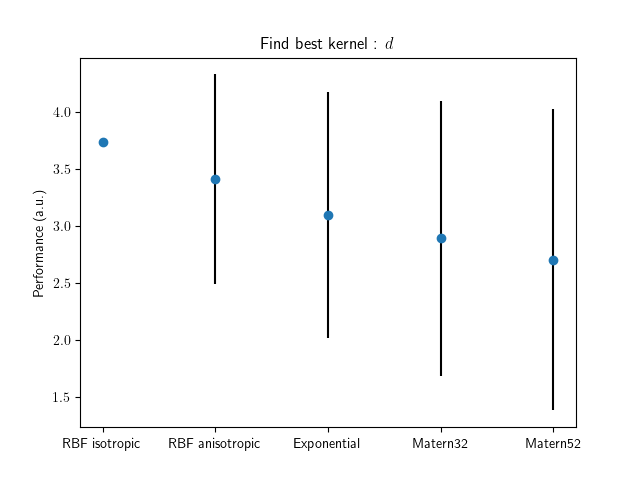 Find best kernel : d
Performance (a.u.)
4.0
3.5
3.0
2.5
2.0
1.5
RBF isotropic RBF anisotropic Exponential Matern32 Matern52